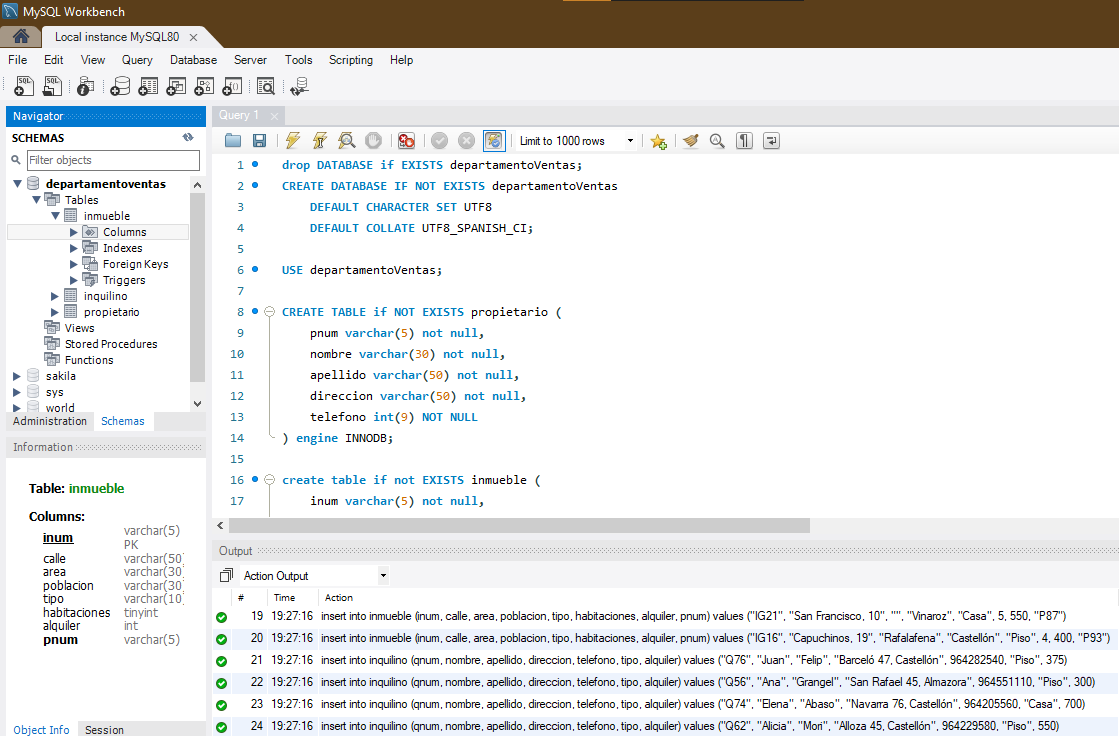 MySQL Workbench
Local instance MySQL80
File Edit View Query Database Server Tools Scripting Help
Navigator
SCHEMAS
Filter objects
departamentoventas
Tables
inmueble
Columns
Indexes
Foreign Keys
Triggers
inquilino
propietario
Views
Stored Procedures
Functions
sakila
sys
world
Administration Schemas
Information
Table: inmueble
Columns:
inum varchar(5)
PK
calle varchar(50)
area varchar(30)
poblacion varchar(30)
tipo varchar(10)
habitaciones tinyint
alquiler int
pnum varchar(5)
Object Info Session
Query 1
Limit to 1000 rows
1 drop DATABASE if EXISTS departamentoVentas;
2 CREATE DATABASE IF NOT EXISTS departamentoVentas
3 DEFAULT CHARACTER SET UTF8
4 DEFAULT COLLATE UTF8_SPANISH_CI;
5
6 USE departamentoVentas;
7
8 CREATE TABLE if NOT EXISTS propietario (
9 pnum varchar(5) not null,
10 nombre varchar(30) not null,
11 apellido varchar(50) not null,
12 direccion varchar(50) not null,
13 telefono int(9) NOT NULL
14 ) engine INNODB;
15
16 create table if not EXISTS inmueble (
17 inum varchar(5) not null,
Output
Action Output
# Time Action
19 19:27:16 insert into inmueble (inum, calle, area, poblacion, tipo, habitaciones, alquiler, pnum) values ("IG21", "San Francisco, 10", "", "Vinaroz", "Casa", 5, 550, "P87")
20 19:27:16 insert into inmueble (inum, calle, area, poblacion, tipo, habitaciones, alquiler, pnum) values ("IG16", "Capuchinos, 19", "Rafalafena", "Castellón", "Piso", 4, 400, "P93")
21 19:27:16 insert into inquilino (qnum, nombre, apellido, direccion, telefono, tipo, alquiler) values ("Q76", "Juan", "Felip", "Barceló 47, Castellón", 964282540, "Piso", 375)
22 19:27:16 insert into inquilino (qnum, nombre, apellido, direccion, telefono, tipo, alquiler) values ("Q56", "Ana", "Grangel", "San Rafael 45, Almazora", 964551110, "Piso", 300)
23 19:27:16 insert into inquilino (qnum, nombre, apellido, direccion, telefono, tipo, alquiler) values ("Q74", "Elena", "Abaso", "Navarra 76, Castellón", 964205560, "Casa", 700)
24 19:27:16 insert into inquilino (qnum, nombre, apellido, direccion, telefono, tipo, alquiler) values ("Q62", "Alicia", "Mori", "Alloza 45, Castellón", 964229580, "Piso", 550)